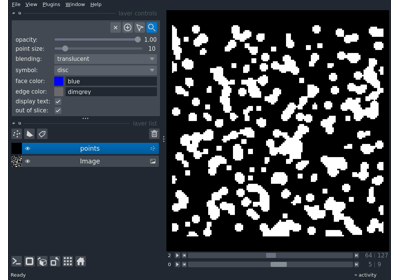 File View Plugins Window Help
layer controls
opacity: 1.00
point size: 10
blending: translucent
symbol: disc
face color: blue
edge color: dimgrey
display text:
out of slice:
layer list
points
Image
2 64 127
0 5 9
Ready
activity